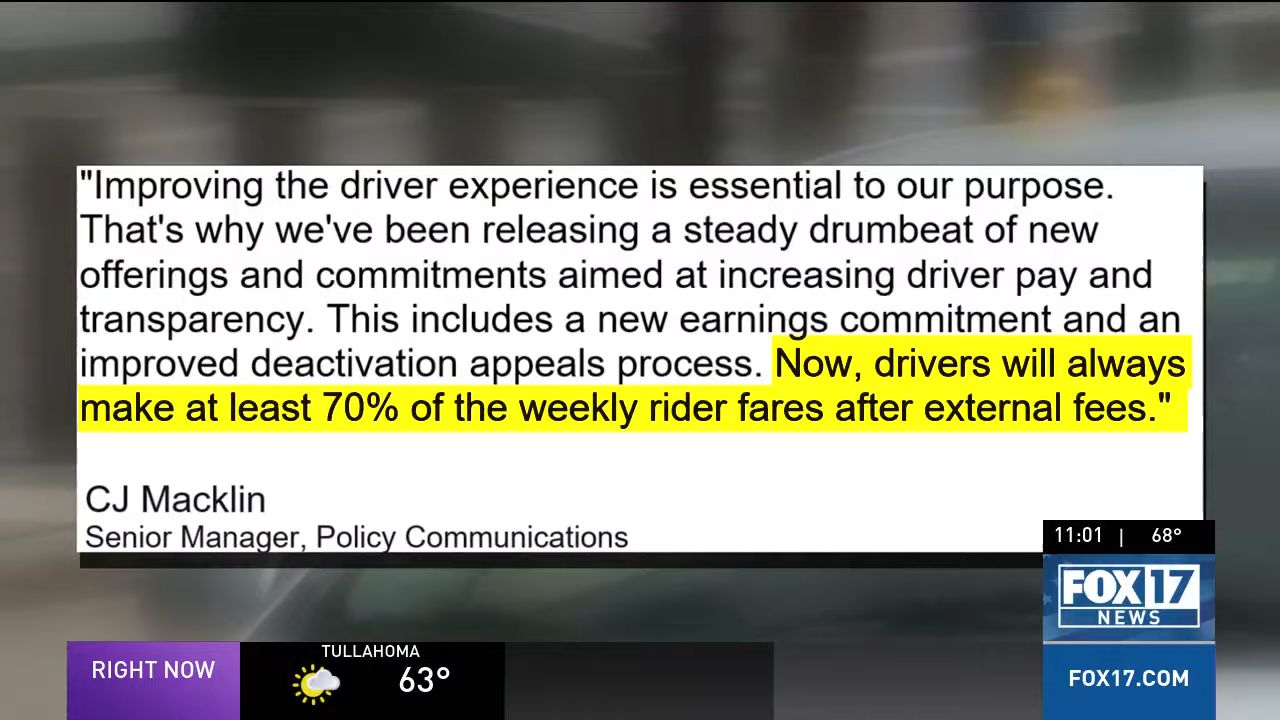 "Improving the driver experience is essential to our purpose.
That's why we've been releasing a steady drumbeat of new
offerings and commitments aimed at increasing driver pay and
transparency. This includes a new earnings commitment and an
improved deactivation appeals process. Now, drivers will always
make at least 70% of the weekly rider fares after external fees."
CJ Macklin
Senior Manager, Policy Communications
11:01 | 68°
FOX 17
NEWS
RIGHT NOW
TULLAHOMA
63°
FOX17.COM